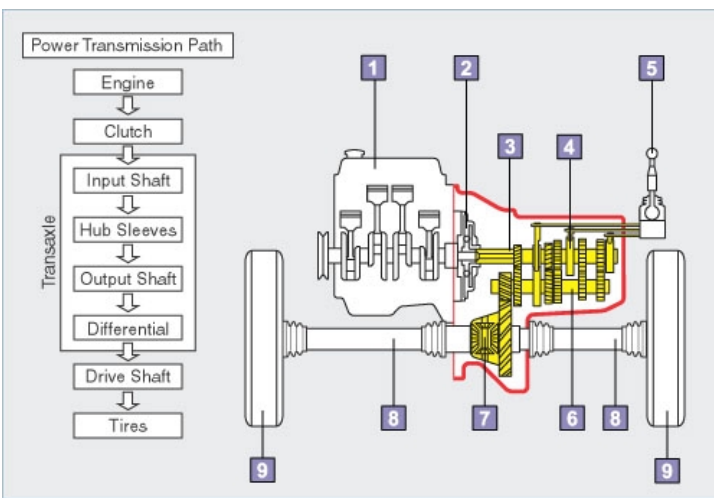 Power Transmission Path
Engine
Clutch
Transaxle
Input Shaft
Hub Sleeves
Output Shaft
Differential
Drive Shaft
Tires
1
2
3
4
5
6
7
8
8
9
9